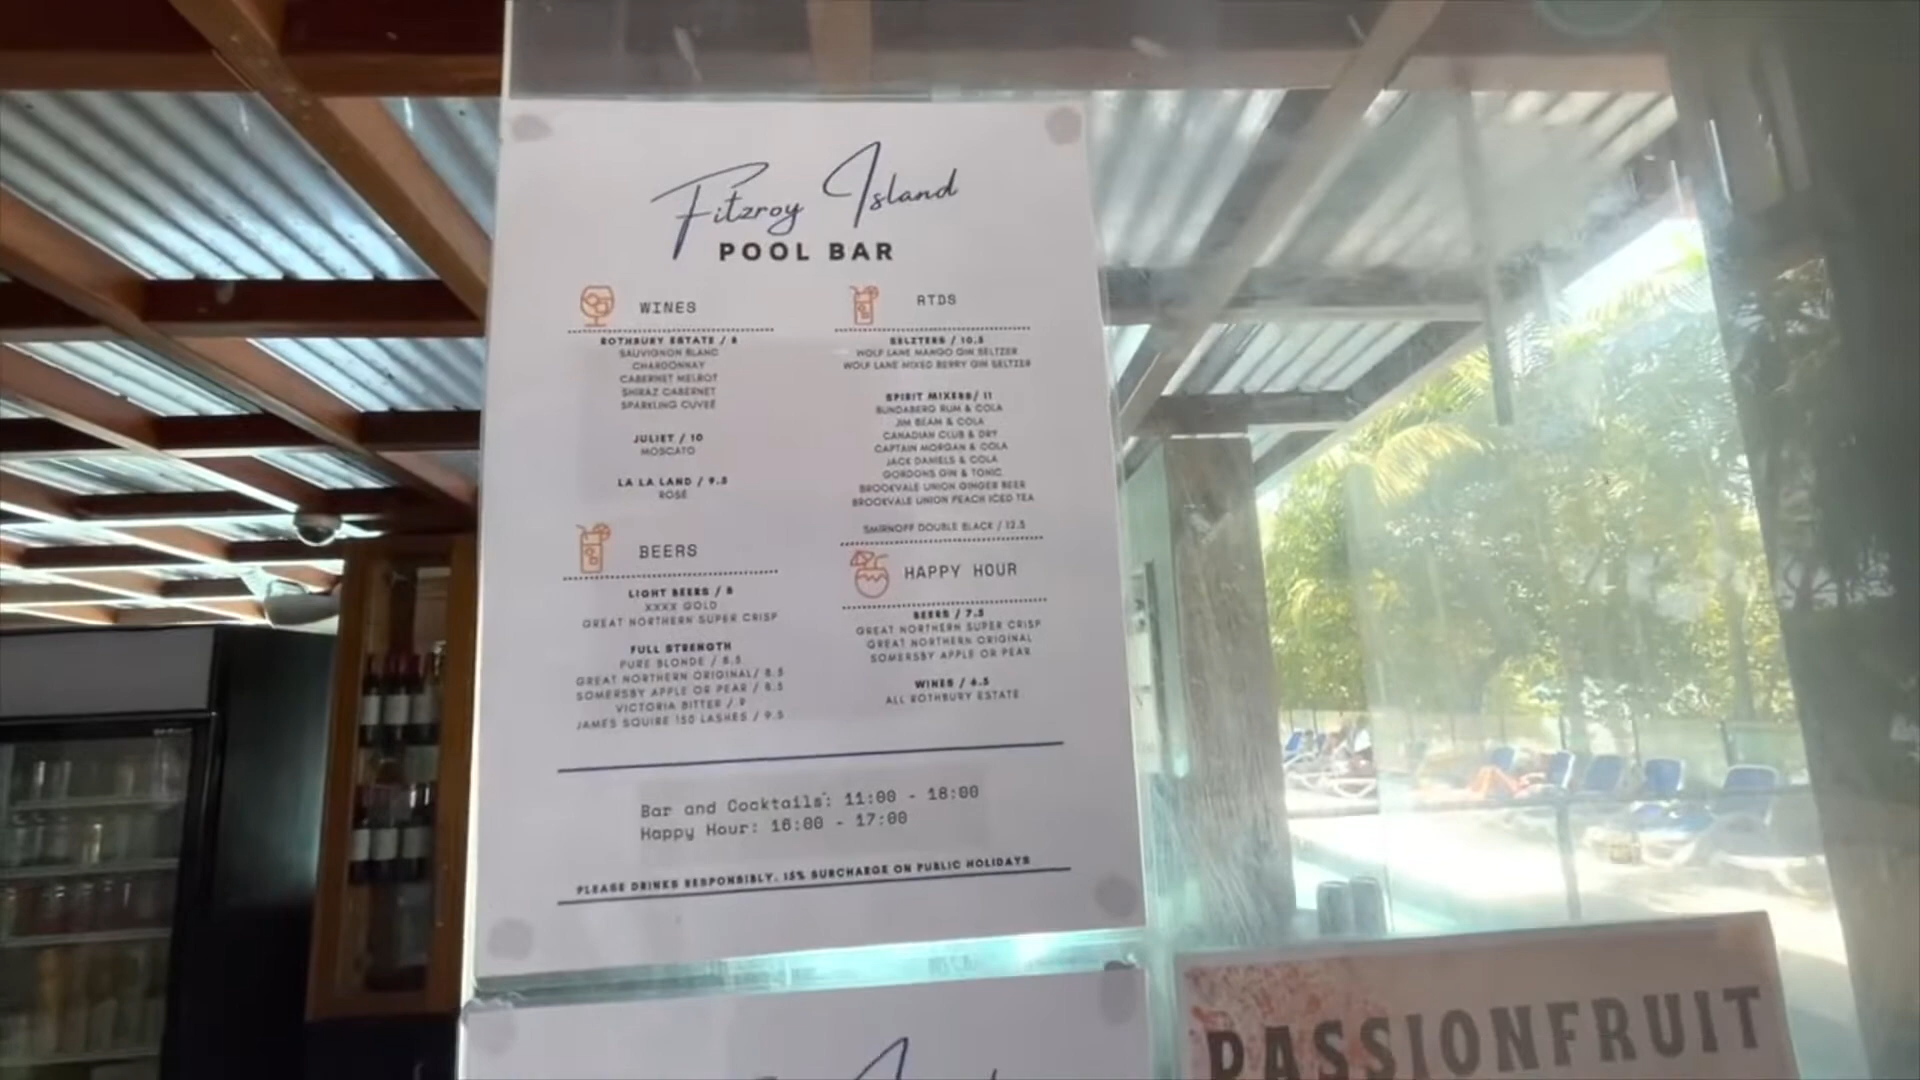 Fitzroy Island
POOL BAR
WINES
ROTHBURY ESTATE / 8
SAUVIGNON BLANC
CHARDONNAY
CABERNET MELROT
SHIRAZ CABERNET
SPARKLING CUVEÉ
JULIET / 10
MOSCATO
LA LA LAND / 9.5
ROSÉ
BEERS
LIGHT BEERS / 8
XXXX GOLD
GREAT NORTHERN SUPER CRISP
FULL STRENGTH
PURE BLONDE / 8.5
GREAT NORTHERN ORIGINAL/ 8.5
SOMERSBY APPLE OR PEAR / 8.5
VICTORIA BITTER / 9
JAMES SQUIRE 150 LASHES / 9.5
RTDS
SELZTERS / 10.5
WOLF LANE MANGO GIN SELTZER
WOLF LANE MIXED BERRY GIN SELTZER
SPIRIT MIXERS/ 11
BUNDABERG RUM & COLA
JIM BEAM & COLA
CANADIAN CLUB & DRY
CAPTAIN MORGAN & COLA
JACK DANIELS & COLA
GORDONS GIN & TONIC
BROOKVALE UNION GINGER BEER
BROOKVALE UNION PEACH ICED TEA
SMIRNOFF DOUBLE BLACK / 12.5
HAPPY HOUR
BEERS / 7.5
GREAT NORTHERN SUPER CRISP
GREAT NORTHERN ORIGINAL
SOMERSBY APPLE OR PEAR
WINES / 6.5
ALL ROTHBURY ESTATE
Bar and Cocktails: 11:00 - 18:00
Happy Hour: 16:00 - 17:00
PLEASE DRINKS RESPONSIBLY. 15% SURCHARGE ON PUBLIC HOLIDAYS
PASSIONFRUIT